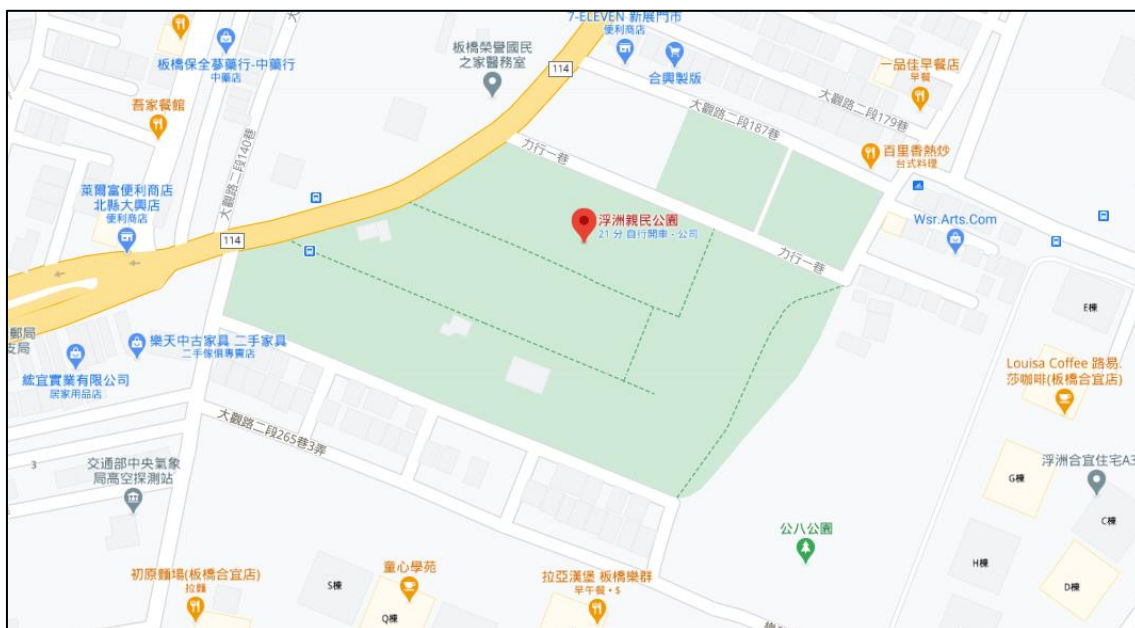 7-ELEVEN 新展門市
便利商店
板橋榮譽國民
之家醫務室
板橋保全蔘藥行-中藥行
中藥店
合興製版
一品佳早餐店
早餐
114
吾家餐館
大觀路二段140巷
大觀路二段187巷
大觀路二段179巷
力行一巷
百里香熱炒
台式料理
萊爾富便利商店
北縣大興店
便利商店
浮洲親民公園
21 分 自行開車 - 公司
Wsr.Arts.Com
114
力行一巷
E棟
郵局
支局
樂天中古家具 二手家具
二手傢俱專賣店
紘宜實業有限公司
居家用品店
Louisa Coffee 路易.
莎咖啡(板橋合宜店)
大觀路二段265巷3弄
3
交通部中央氣象
局高空探測站
浮洲合宜住宅A3
G棟
C棟
公八公園
H棟
D棟
初原麵場(板橋合宜店)
拉麵
S棟
童心學苑
Q棟
拉亞漢堡 板橋樂群
早午餐・$